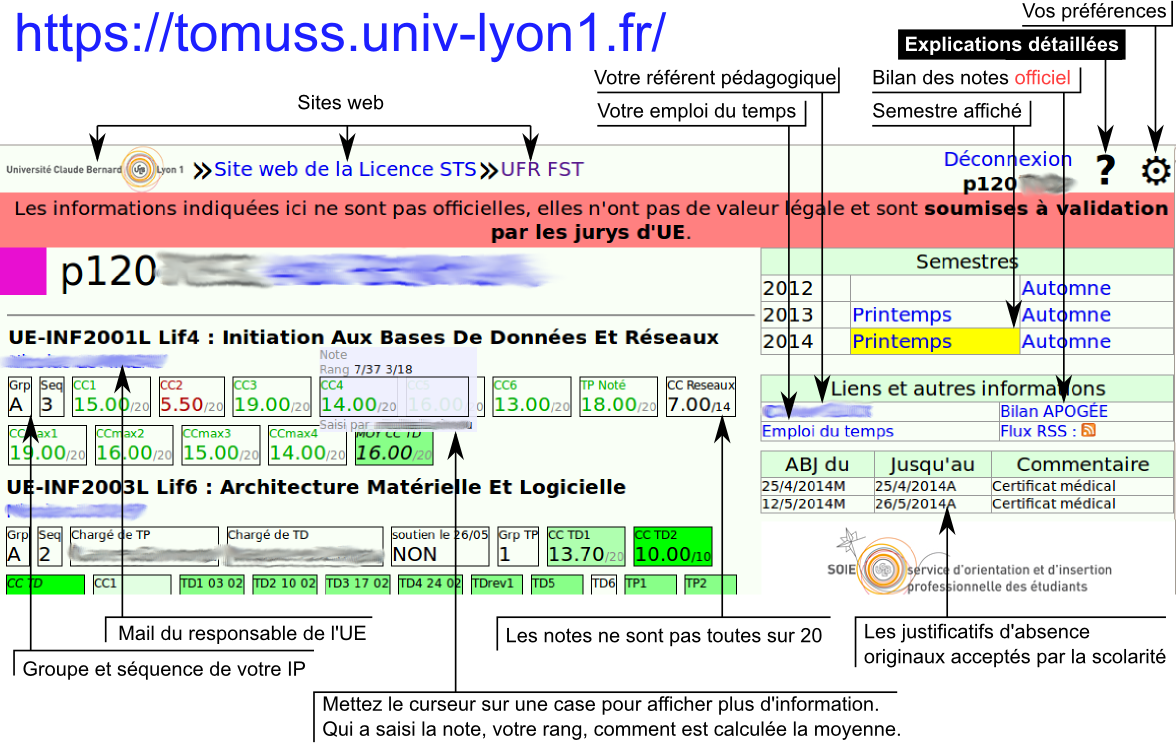 https://tomuss.univ-lyon1.fr/
Vos préférences
Explications détaillées
Votre référent pédagogique
Bilan des notes officiel
Votre emploi du temps
Semestre affiché
Sites web
Université Claude Bernard Lyon 1
»Site web de la Licence STS»UFR FST
Déconnexion
p120
?
Les informations indiquées ici ne sont pas officielles, elles n'ont pas de valeur légale et sont soumises à validation
par les jurys d'UE.
p120
Semestres
2012 Automne
2013 Printemps Automne
2014 Printemps Automne
UE-INF2001L Lif4 : Initiation Aux Bases De Données Et Réseaux
Note
Rang 7/37 3/18
Grp Seq CC1 CC2 CC3 CC4 CC5 CC6 TP Noté CC Reseaux
A 3 15.00/20 5.50/20 19.00/20 14.00/20 16.00/20 13.00/20 18.00/20 7.00/14
Saisi par
CCmax1 CCmax2 CCmax3 CCmax4 MOY CC TD
19.00/20 16.00/20 15.00/20 14.00/20 16.00/20
Liens et autres informations
Bilan APOGÉE
Emploi du temps Flux RSS :
ABJ du Jusqu'au Commentaire
25/4/2014M 25/4/2014A Certificat médical
12/5/2014M 26/5/2014A Certificat médical
UE-INF2003L Lif6 : Architecture Matérielle Et Logicielle
Grp Seq Chargé de TP Chargé de TD soutien le 26/05 Grp TP CC TD1 CC TD2
A 2 NON 1 13.70/20 10.00/10
CC TD CC1 TD1 03 02 TD2 10 02 TD3 17 02 TD4 24 02 TDrev1 TD5 TD6 TP1 TP2
SOIE service d'orientation et d'insertion
professionnelle des étudiants
Mail du responsable de l'UE
Les notes ne sont pas toutes sur 20
Les justificatifs d'absence
originaux acceptés par la scolarité
Groupe et séquence de votre IP
Mettez le curseur sur une case pour afficher plus d'information.
Qui a saisi la note, votre rang, comment est calculée la moyenne.